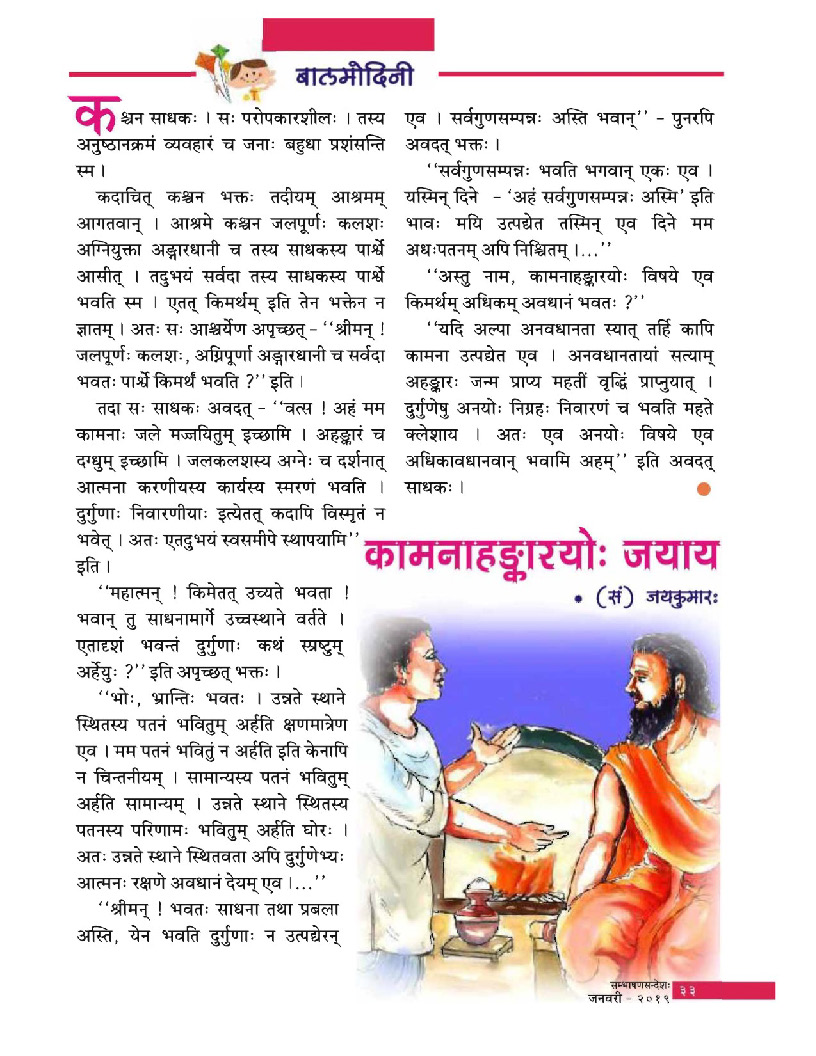 बालमोदिनी
कश्चन साधकः । सः परोपकारशीलः । तस्य
अनुष्ठानक्रमं व्यवहारं च जनाः बहुधा प्रशंसन्ति
स्म ।
कदाचित् कश्चन भक्तः तदीयम् आश्रमम्
आगतवान् । आश्रमे कश्चन जलपूर्णः कलशः
अग्नियुक्ता अङ्गारधानी च तस्य साधकस्य पार्श्वे
आसीत् । तदुभयं सर्वदा तस्य साधकस्य पार्श्वे
भवति स्म । एतत् किमर्थम् इति तेन भक्तेन न
ज्ञातम् । अतः सः आश्चर्येण अपृच्छत् – ‘‘श्रीमन् !
जलपूर्णः कलशः, अग्निपूर्णा अङ्गारधानी च सर्वदा
भवतः पार्श्वे किमर्थं भवति ?’’ इति ।
तदा सः साधकः अवदत् – ‘‘वत्स ! अहं मम
कामनाः जले मज्जयितुम् इच्छामि । अहङ्कारं च
दग्धुम् इच्छामि । जलकलशस्य अग्नेः च दर्शनात्
आत्मना करणीयस्य कार्यस्य स्मरणं भवति ।
दुर्गुणाः निवारणीयाः इत्येतत् कदापि विस्मृतं न
भवेत् । अतः एतदुभयं स्वसमीपे स्थापयामि’’
इति ।
‘‘महात्मन् ! किमेतत् उच्यते भवता !
भवान् तु साधनामार्गे उच्चस्थाने वर्तते ।
एतादृशं भवन्तं दुर्गुणाः कथं स्प्रष्टुम्
अर्हेयुः ?’’ इति अपृच्छत् भक्तः ।
‘‘भोः, भ्रान्तिः भवतः । उन्नते स्थाने
स्थितस्य पतनं भवितुम् अर्हति क्षणमात्रेण
एव । मम पतनं भवितुं न अर्हति इति केनापि
न चिन्तनीयम् । सामान्यस्य पतनं भवितुम्
अर्हति सामान्यम् । उन्नते स्थाने स्थितस्य
पतनस्य परिणामः भवितुम् अर्हति घोरः ।
अतः उन्नते स्थाने स्थितवता अपि दुर्गुणेभ्यः
आत्मनः रक्षणे अवधानं देयम् एव ।...’’
‘‘श्रीमन् ! भवतः साधना तथा प्रबला
अस्ति, येन भवति दुर्गुणाः न उत्पद्येरन्
एव । सर्वगुणसम्पन्नः अस्ति भवान्’’ – पुनरपि
अवदत् भक्तः ।
‘‘सर्वगुणसम्पन्नः भवति भगवान् एकः एव ।
यस्मिन् दिने – ‘अहं सर्वगुणसम्पन्नः अस्मि’ इति
भावः मयि उत्पद्येत तस्मिन् एव दिने मम
अधःपतनम् अपि निश्चितम् ।...’’
‘‘अस्तु नाम, कामनाहङ्कारयोः विषये एव
किमर्थम् अधिकम् अवधानं भवतः ?’’
‘‘यदि अल्पा अनवधानता स्यात् तर्हि कापि
कामना उत्पद्येत एव । अनवधानतायां सत्याम्
अहङ्कारः जन्म प्राप्य महतीं वृद्धिं प्राप्नुयात् ।
दुर्गुणेषु अनयोः निग्रहः निवारणं च भवति महते
क्लेशाय । अतः एव अनयोः विषये एव
अधिकावधानवान् भवामि अहम्’’ इति अवदत्
साधकः ।
कामनाहङ्कारयोः जयाय
• (सं) जयकुमारः
सम्भाषणसन्देशः
जनवरी – २०१९
३३